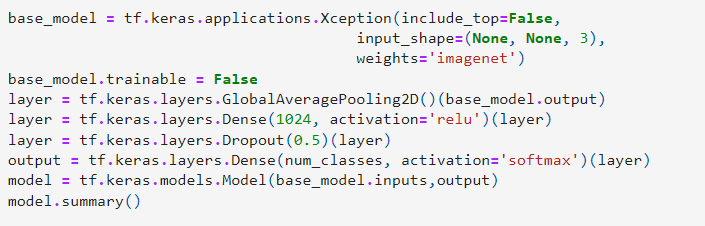 base_model = tf.keras.applications.Xception(include_top=False,
input_shape=(None, None, 3),
weights='imagenet')
base_model.trainable = False
layer = tf.keras.layers.GlobalAveragePooling2D()(base_model.output)
layer = tf.keras.layers.Dense(1024, activation='relu')(layer)
layer = tf.keras.layers.Dropout(0.5)(layer)
output = tf.keras.layers.Dense(num_classes, activation='softmax')(layer)
model = tf.keras.models.Model(base_model.inputs,output)
model.summary()